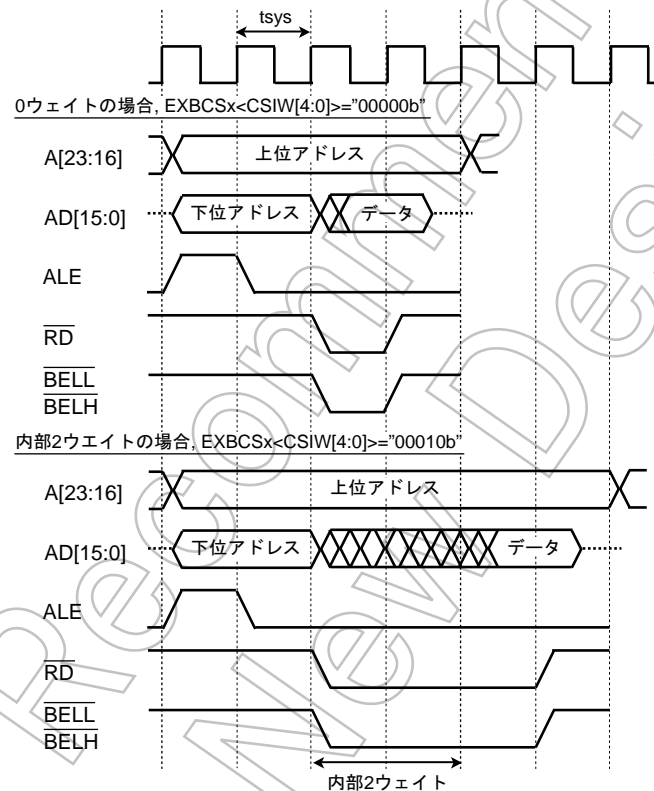 tsys
0ウェイトの場合, EXBCSx<CSIW[4:0]>="00000b"
A[23:16]
上位アドレス
AD[15:0]
下位アドレス
データ
ALE
RD
BELL
BELH
内部2ウエイトの場合, EXBCSx<CSIW[4:0]>="00010b"
A[23:16]
上位アドレス
AD[15:0]
下位アドレス
データ
ALE
RD
BELL
BELH
内部2ウェイト